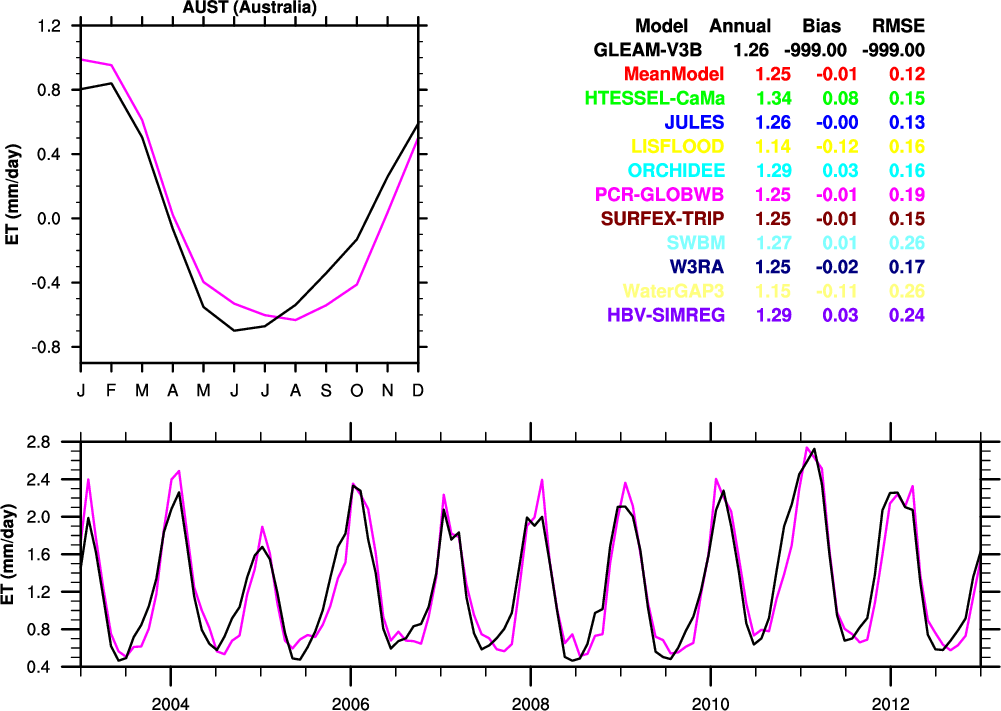 AUST (Australia)
1.2
0.8
0.4
0.0
-0.4
-0.8
ET (mm/day)
J F M A M J J A S O N D
Model Annual Bias RMSE
GLEAM-V3B 1.26 -999.00 -999.00
MeanModel 1.25 -0.01 0.12
HTESSEL-CaMa 1.34 0.08 0.15
JULES 1.26 -0.00 0.13
LISFLOOD 1.14 -0.12 0.16
ORCHIDEE 1.29 0.03 0.16
PCR-GLOBWB 1.25 -0.01 0.19
SURFEX-TRIP 1.25 -0.01 0.15
SWBM 1.27 0.01 0.26
W3RA 1.25 -0.02 0.17
WaterGAP3 1.15 -0.11 0.26
HBV-SIMREG 1.29 0.03 0.24
2.8
2.4
2.0
1.6
1.2
0.8
0.4
ET (mm/day)
2004 2006 2008 2010 2012